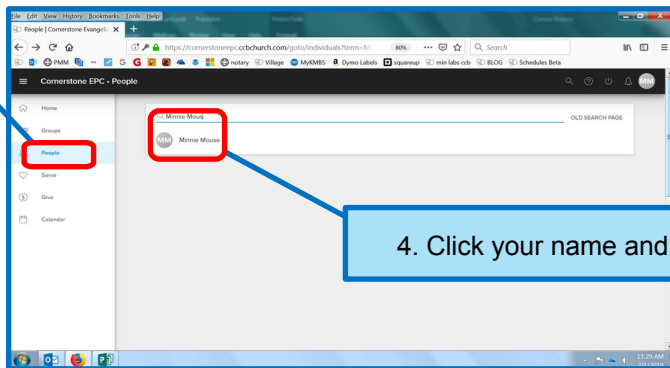 File Edit View History Bookmarks Tools Help
People | Cornerstone Evangelic X +
https://cornerstoneepc.ccbchurch.com/goto/individuals?term=M 80% ... Search
PMM notary Village MyKMBS Dymo Labels squareup min labs ccb BLOG Schedules Beta
Cornerstone EPC • People MM
Home
Minnie Mous OLD SEARCH PAGE
Groups
MM Minnie Mouse
People
Serve
Give
Calendar
4. Click your name and
11:29 AM